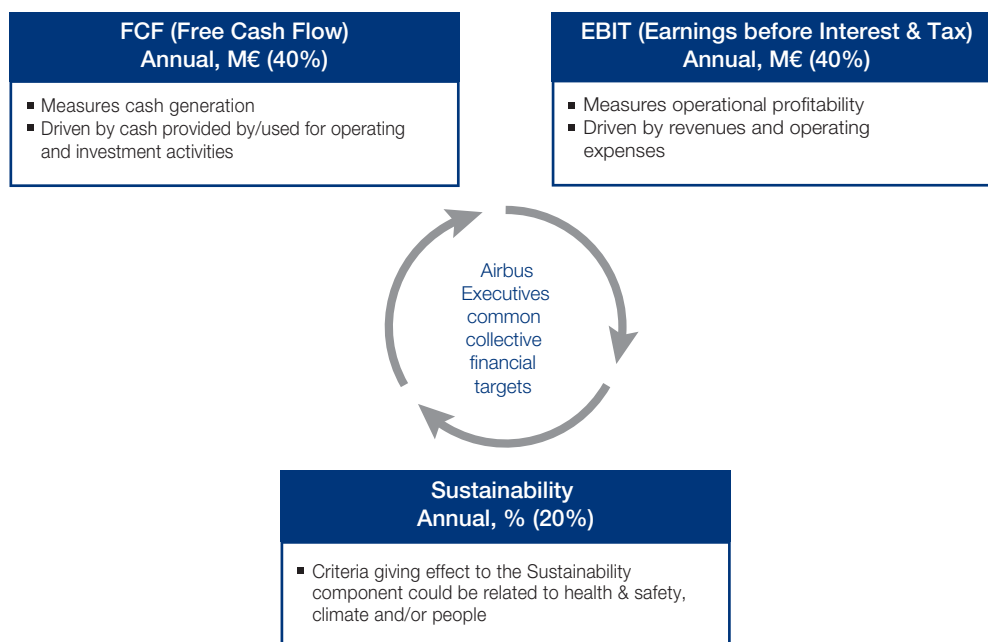 FCF (Free Cash Flow)
Annual, M€ (40%)
▪ Measures cash generation
▪ Driven by cash provided by/used for operating
and investment activities
EBIT (Earnings before Interest & Tax)
Annual, M€ (40%)
▪ Measures operational profitability
▪ Driven by revenues and operating
expenses
Airbus
Executives
common
collective
financial
targets
Sustainability
Annual, % (20%)
▪ Criteria giving effect to the Sustainability
component could be related to health & safety,
climate and/or people